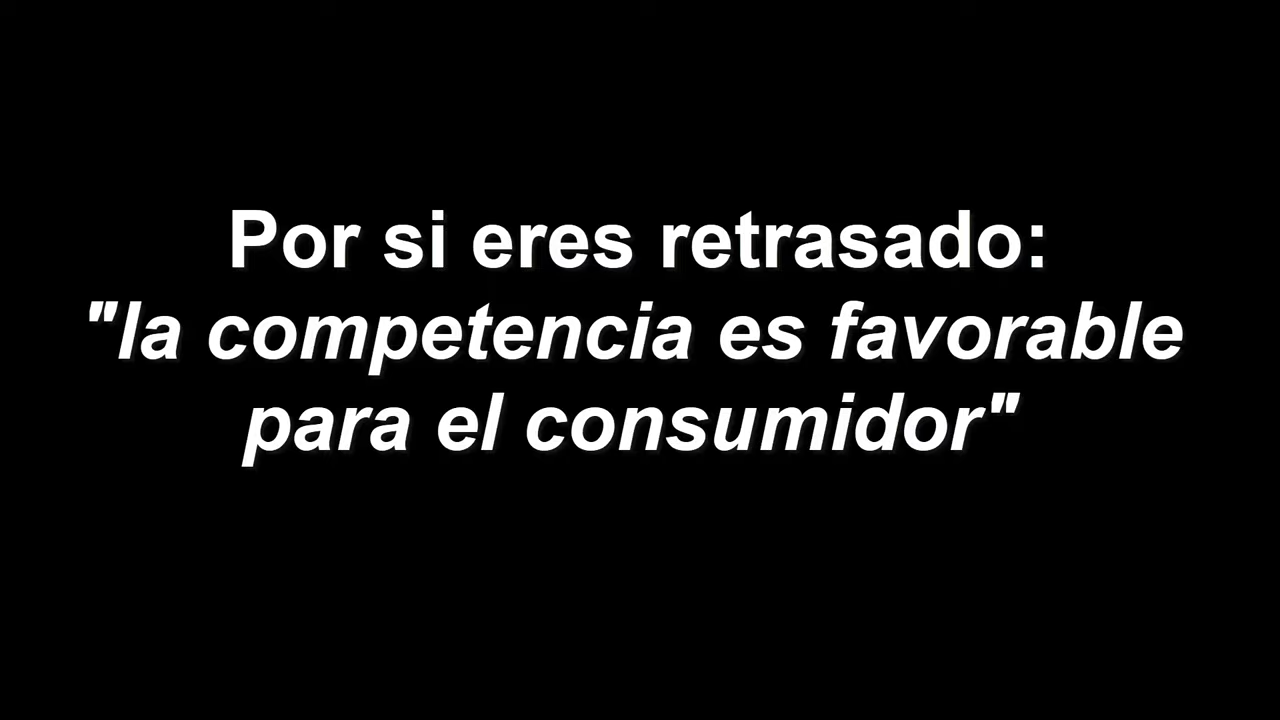 Por si eres retrasado:
"la competencia es favorable
para el consumidor"